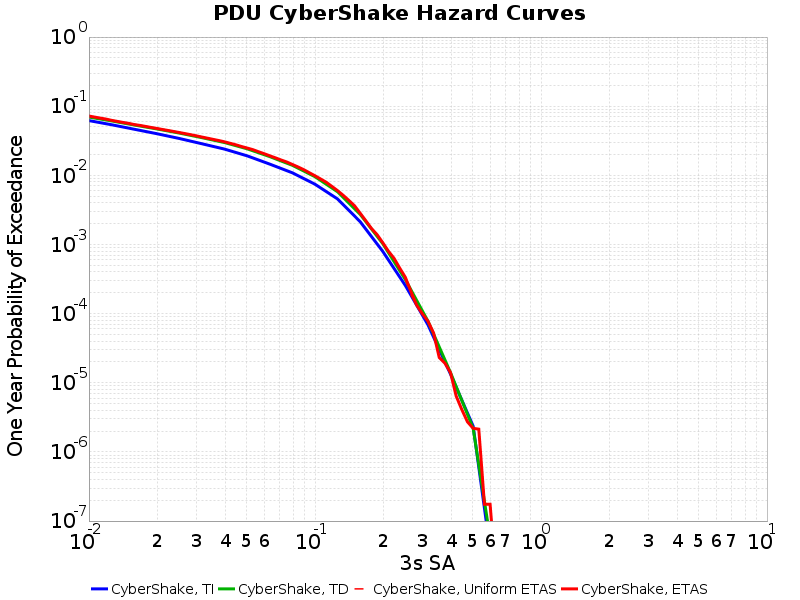 PDU CyberShake Hazard Curves
One Year Probability of Exceedance
10^0
10^-1
10^-2
10^-3
10^-4
10^-5
10^-6
10^-7
10^-2 2 3 4 5 6 10^-1 2 3 4 5 6 7 10^0 2 3 4 5 6 7 10^1
3s SA
CyberShake, TI CyberShake, TD CyberShake, Uniform ETAS CyberShake, ETAS